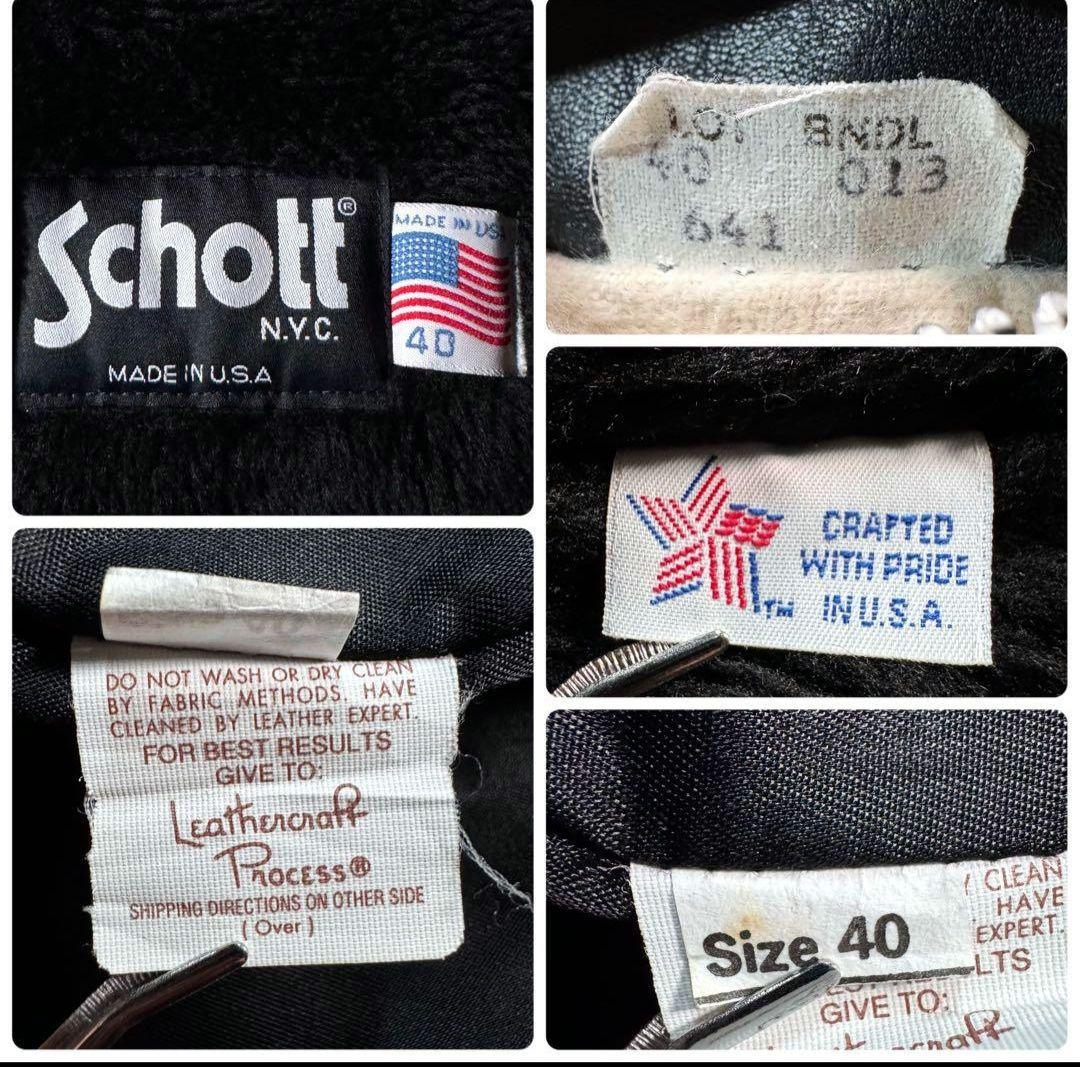 Schott®
N.Y.C.
MADE IN U.S.A
MADE IN USA
40
LOT BNDL
40 013
641
CRAFTED
WITH PRIDE
IN U.S.A.
TM
DO NOT WASH OR DRY CLEAN
BY FABRIC METHODS. HAVE
CLEANED BY LEATHER EXPERT.
FOR BEST RESULTS
GIVE TO:
Leathercraft
Process®
SHIPPING DIRECTIONS ON OTHER SIDE
(Over)
CLEAN
HAVE
EXPERT.
LTS
Size 40
GIVE TO: